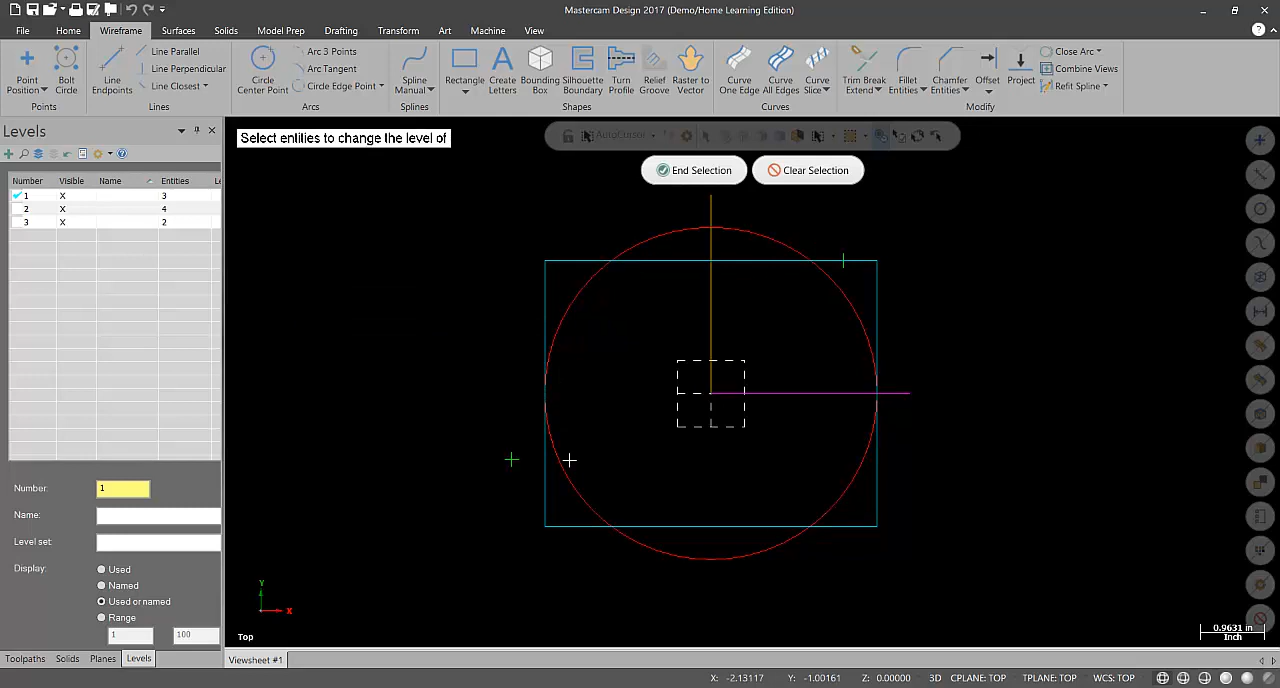 Mastercam Design 2017 (Demo/Home Learning Edition)
File Home Wireframe Surfaces Solids Model Prep Drafting Transform Art Machine View
Point Position
Bolt Circle
Points
Line Endpoints
Line Parallel
Line Perpendicular
Line Closest
Lines
Circle Center Point
Arc 3 Points
Arc Tangent
Circle Edge Point
Arcs
Spline Manual
Splines
Rectangle
Create Letters
Bounding Box
Silhouette Boundary
Turn Profile
Relief Groove
Raster to Vector
Shapes
Curve One Edge
Curve All Edges
Curve Slice
Curves
Trim Break Extend
Fillet Entities
Chamfer Entities
Offset
Project
Close Arc
Combine Views
Refit Spline
Modify
Levels
Select entities to change the level of
AutoCursor
End Selection
Clear Selection
Number Visible Name Entities Le
1 X 3
2 X 4
3 X 2
Number: 1
Name:
Level set:
Display: Used
Named
Used or named
Range
1 100
Y
X
Top
0.9631 in
Inch
Toolpaths Solids Planes Levels
Viewsheet #1
X: -2.13117 Y: -1.00161 Z: 0.00000 3D CPLANE: TOP TPLANE: TOP WCS: TOP